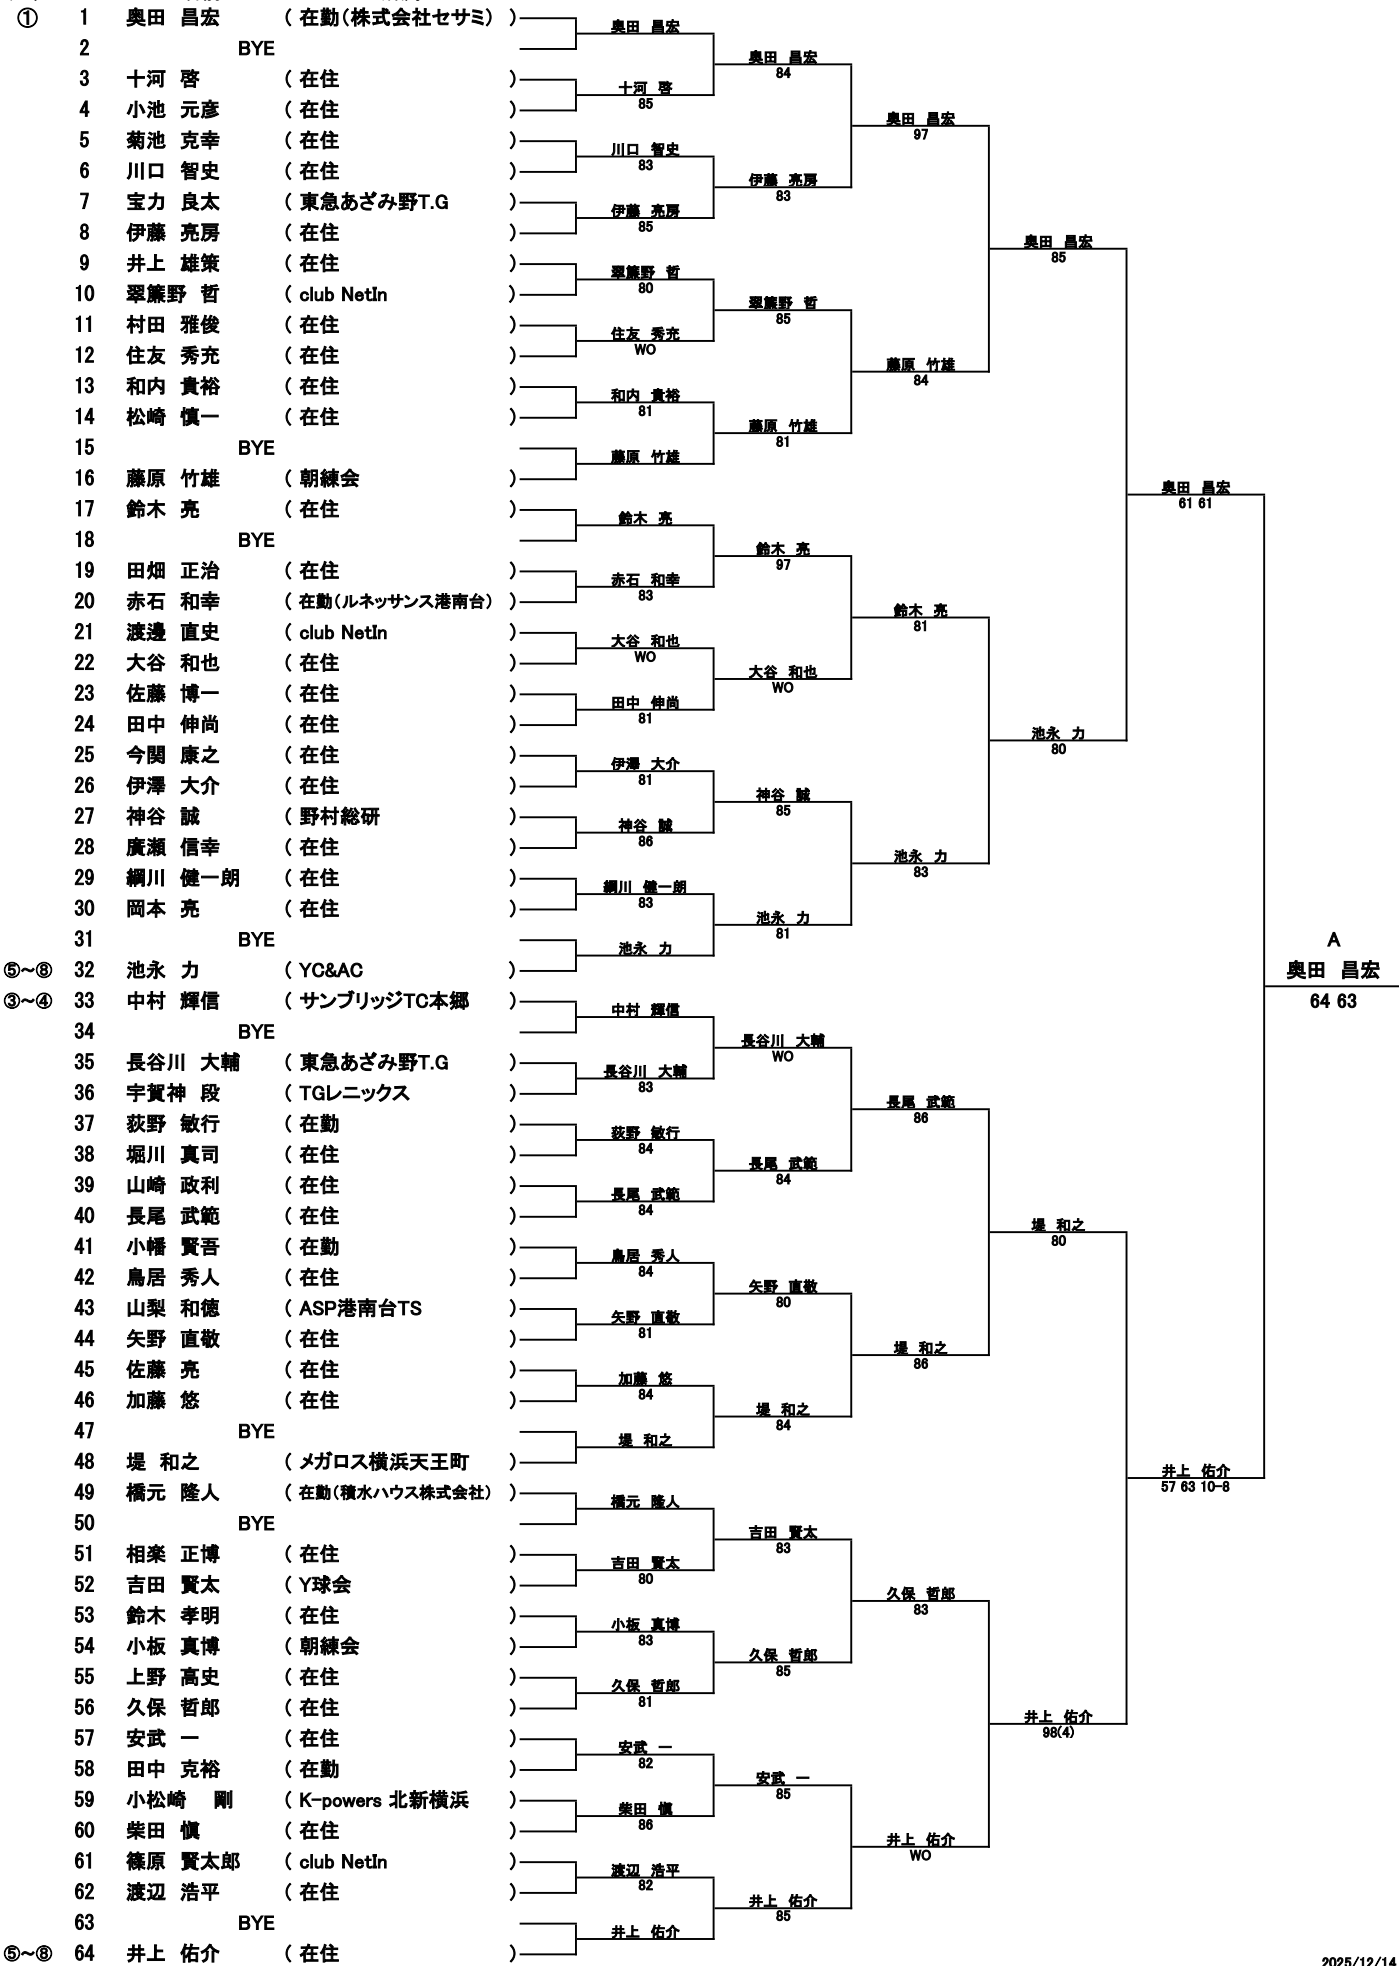 ① 1 奥田 昌宏 ( 在勤(株式会社セサミ) )
2 BYE
3 十河 啓 ( 在住 )
4 小池 元彦 ( 在住 )
5 菊池 克幸 ( 在住 )
6 川口 智史 ( 在住 )
7 宝力 良太 ( 東急あざみ野T.G )
8 伊藤 亮房 ( 在住 )
9 井上 雄策 ( 在住 )
10 翠簾野 哲 ( club NetIn )
11 村田 雅俊 ( 在住 )
12 住友 秀充 ( 在住 )
13 和内 貴裕 ( 在住 )
14 松崎 慎一 ( 在住 )
15 BYE
16 藤原 竹雄 ( 朝練会 )
17 鈴木 亮 ( 在住 )
18 BYE
19 田畑 正治 ( 在住 )
20 赤石 和幸 ( 在勤(ルネッサンス港南台) )
21 渡邊 直史 ( club NetIn )
22 大谷 和也 ( 在住 )
23 佐藤 博一 ( 在住 )
24 田中 伸尚 ( 在住 )
25 今関 康之 ( 在住 )
26 伊澤 大介 ( 在住 )
27 神谷 誠 ( 野村総研 )
28 廣瀬 信幸 ( 在住 )
29 綱川 健一朗 ( 在住 )
30 岡本 亮 ( 在住 )
31 BYE
⑤~⑧ 32 池永 力 ( YC&AC )
③~④ 33 中村 輝信 ( サンブリッジTC本郷 )
34 BYE
35 長谷川 大輔 ( 東急あざみ野T.G )
36 宇賀神 段 ( TGレニックス )
37 荻野 敏行 ( 在勤 )
38 堀川 真司 ( 在住 )
39 山崎 政利 ( 在住 )
40 長尾 武範 ( 在住 )
41 小幡 賢吾 ( 在勤 )
42 鳥居 秀人 ( 在住 )
43 山梨 和徳 ( ASP港南台TS )
44 矢野 直敬 ( 在住 )
45 佐藤 亮 ( 在住 )
46 加藤 悠 ( 在住 )
47 BYE
48 堤 和之 ( メガロス横浜天王町 )
49 橋元 隆人 ( 在勤(積水ハウス株式会社) )
50 BYE
51 相楽 正博 ( 在住 )
52 吉田 賢太 ( Y球会 )
53 鈴木 孝明 ( 在住 )
54 小板 真博 ( 朝練会 )
55 上野 高史 ( 在住 )
56 久保 哲郎 ( 在住 )
57 安武 一 ( 在住 )
58 田中 克裕 ( 在勤 )
59 小松崎 剛 ( K-powers 北新横浜 )
60 柴田 慎 ( 在住 )
61 篠原 賢太郎 ( club NetIn )
62 渡辺 浩平 ( 在住 )
63 BYE
⑤~⑧ 64 井上 佑介 ( 在住 )
奥田 昌宏
十河 啓
85
川口 智史
83
伊藤 亮房
85
翠簾野 哲
80
住友 秀充
WO
和内 貴裕
81
藤原 竹雄
鈴木 亮
赤石 和幸
83
大谷 和也
WO
田中 伸尚
81
伊澤 大介
81
神谷 誠
86
綱川 健一朗
83
池永 力
中村 輝信
長谷川 大輔
83
荻野 敏行
84
長尾 武範
84
鳥居 秀人
84
矢野 直敬
81
加藤 悠
84
堤 和之
橋元 隆人
吉田 賢太
80
小板 真博
83
久保 哲郎
81
安武 一
82
柴田 慎
86
渡辺 浩平
82
井上 佑介
奥田 昌宏
84
伊藤 亮房
83
翠簾野 哲
85
藤原 竹雄
81
鈴木 亮
97
大谷 和也
WO
神谷 誠
85
池永 力
81
長谷川 大輔
WO
長尾 武範
84
矢野 直敬
80
堤 和之
84
吉田 賢太
83
久保 哲郎
85
安武 一
85
井上 佑介
85
奥田 昌宏
97
藤原 竹雄
84
鈴木 亮
81
池永 力
83
長尾 武範
86
堤 和之
86
久保 哲郎
83
井上 佑介
WO
奥田 昌宏
85
池永 力
80
堤 和之
80
井上 佑介
98(4)
奥田 昌宏
61 61
井上 佑介
57 63 10-8
A
奥田 昌宏
64 63
2025/12/14